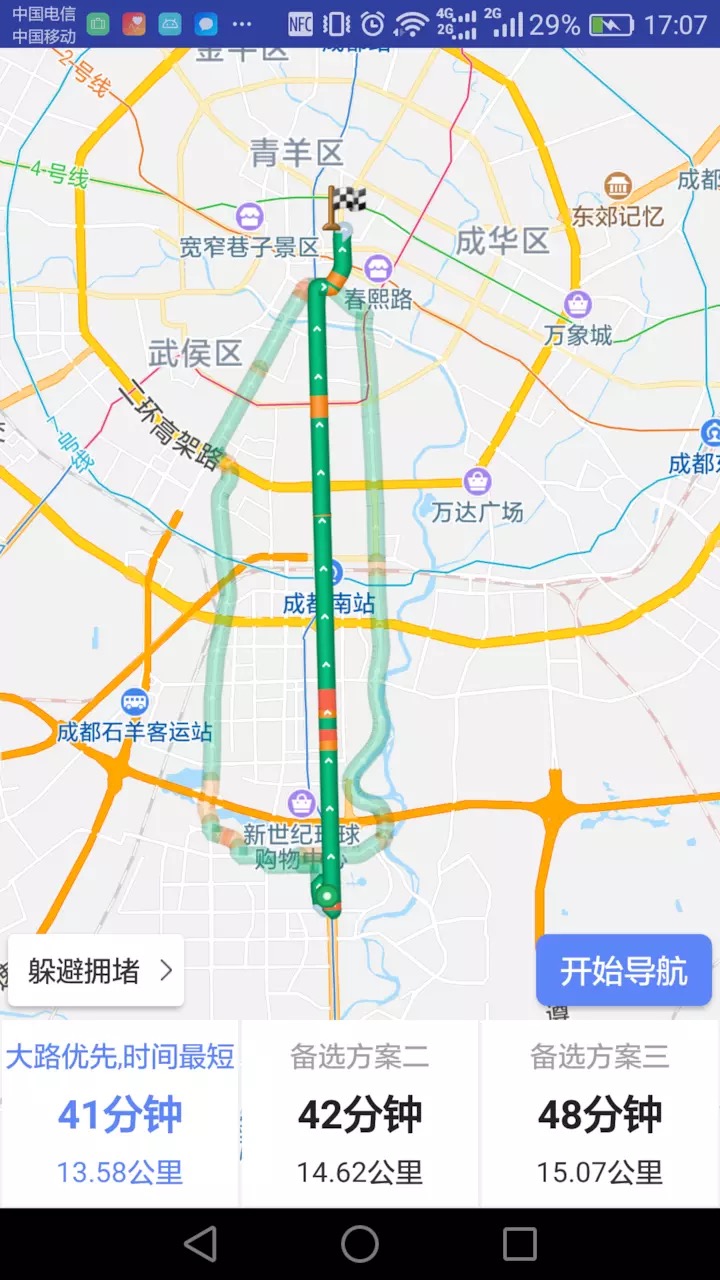 中国电信
中国移动
NFC
4G
2G
2G
29%
17:07
金牛区
2号线
青羊区
4号线
成都
东郊记忆
宽窄巷子景区
成华区
春熙路
万象城
武侯区
二环高架路
7号线
成都东
万达广场
成都南站
成都石羊客运站
新世纪环球
购物中心
躲避拥堵
开始导航
遵
大路优先,时间最短
备选方案二
备选方案三
41分钟
42分钟
48分钟
13.58公里
14.62公里
15.07公里